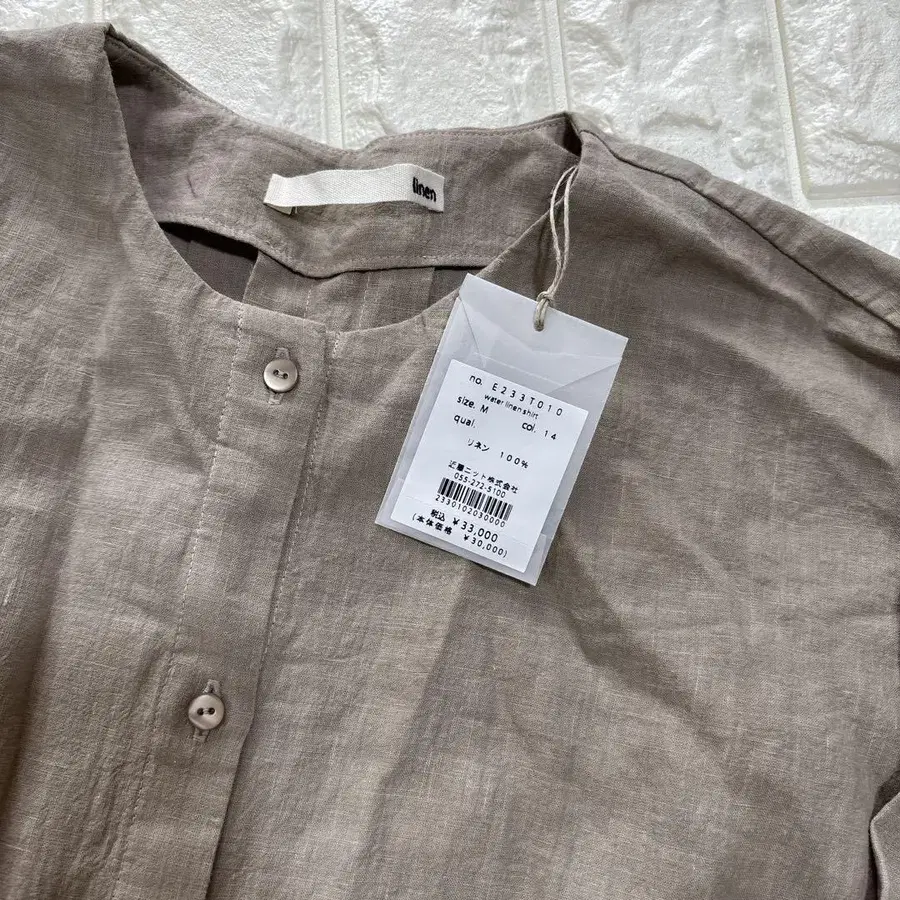 linen
no. E233T010
water linen shirt
size. M col. 14
qual.
リネン 100%
近藤ニット株式会社
055-272-5100
2330102030000
税込 ¥33,000
(本体価格 ¥30,000)